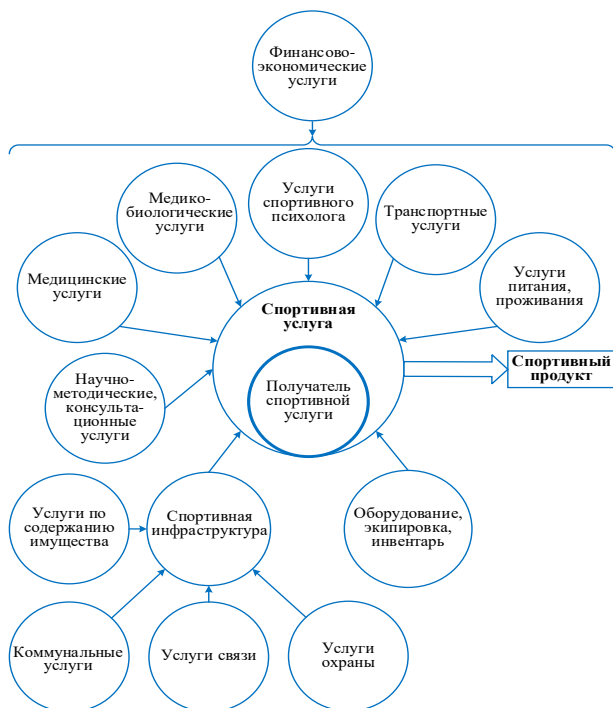 Финансово-
экономические
услуги
Услуги
спортивного
психолога
Медико-
биологические
услуги
Транспортные
услуги
Медицинские
услуги
Услуги
питания,
проживания
Спортивная
услуга
Спортивный
продукт
Научно-
методические,
консульта-
ционные
услуги
Получатель
спортивной
услуги
Услуги по
содержанию
имущества
Спортивная
инфраструктура
Оборудование,
экипировка,
инвентарь
Коммунальные
услуги
Услуги связи
Услуги
охраны